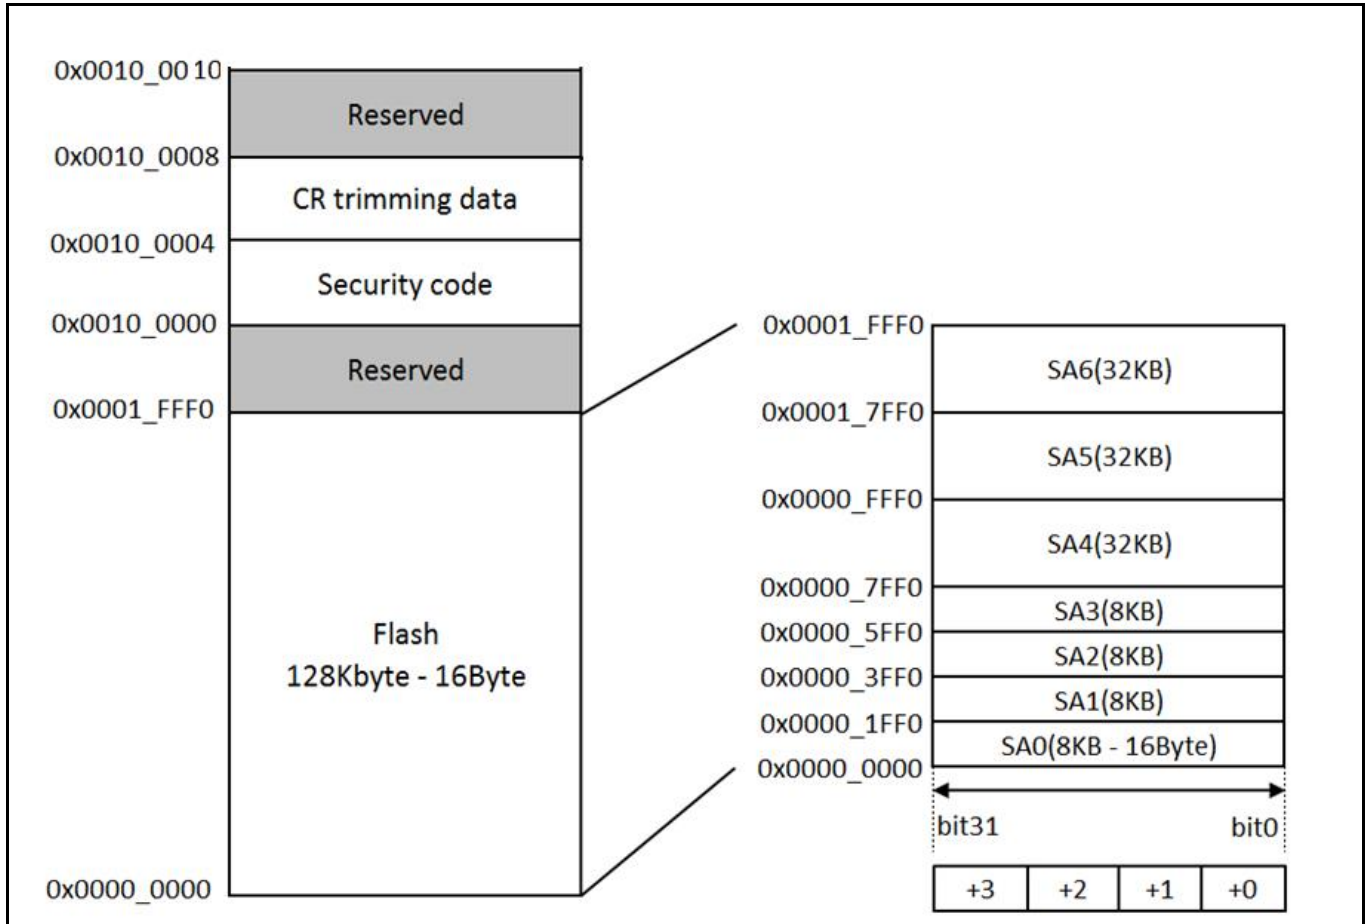 0x0010_0010
Reserved
0x0010_0008
CR trimming data
0x0010_0004
Security code
0x0010_0000
Reserved
0x0001_FFF0
Flash
128Kbyte - 16Byte
0x0000_0000
0x0001_FFF0
SA6(32KB)
0x0001_7FF0
SA5(32KB)
0x0000_FFF0
SA4(32KB)
0x0000_7FF0
SA3(8KB)
0x0000_5FF0
SA2(8KB)
0x0000_3FF0
SA1(8KB)
0x0000_1FF0
SA0(8KB - 16Byte)
0x0000_0000
bit31 bit0
+3 +2 +1 +0